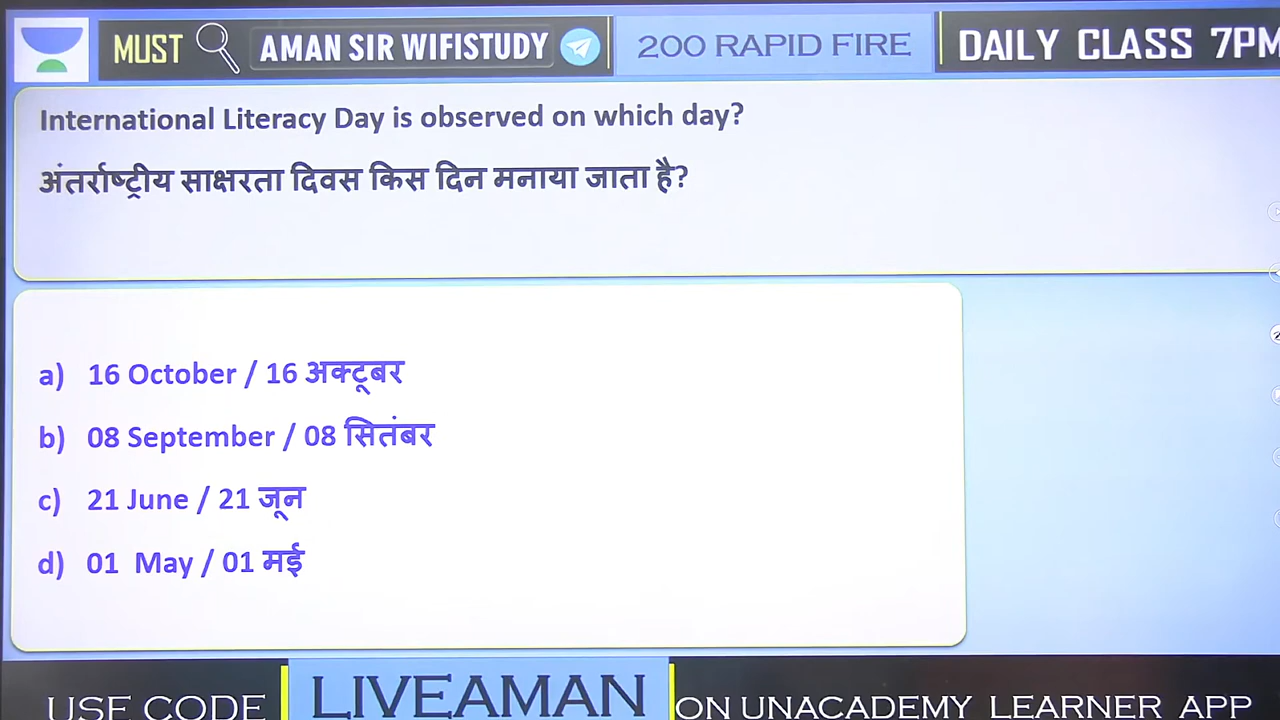 MUST AMAN SIR WIFISTUDY 200 RAPID FIRE DAILY CLASS 7PM
International Literacy Day is observed on which day?
अंतर्राष्ट्रीय साक्षरता दिवस किस दिन मनाया जाता है?
a) 16 October / 16 अक्टूबर
b) 08 September / 08 सितंबर
c) 21 June / 21 जून
d) 01 May / 01 मई
USE CODE LIVEAMAN ON UNACADEMY LEARNER APP